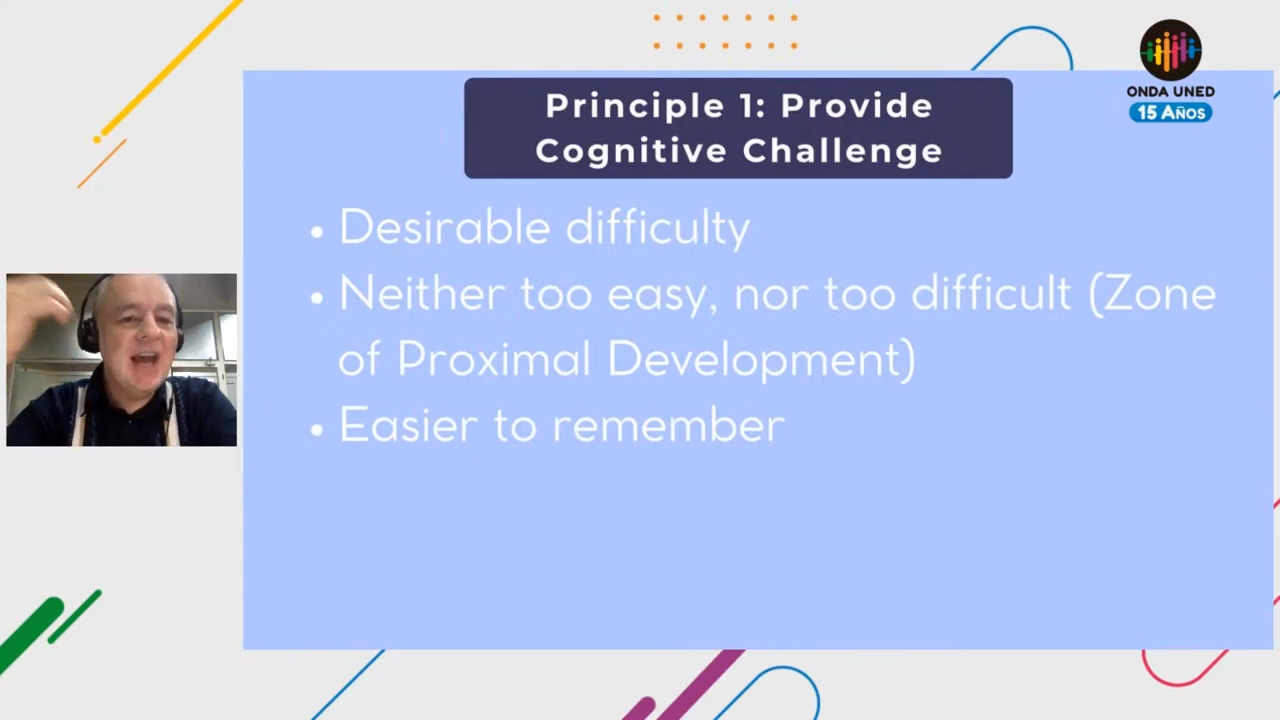 Principle 1: Provide
Cognitive Challenge
ONDA UNED
15 AÑOS
• Desirable difficulty
• Neither too easy, nor too difficult (Zone
of Proximal Development)
• Easier to remember